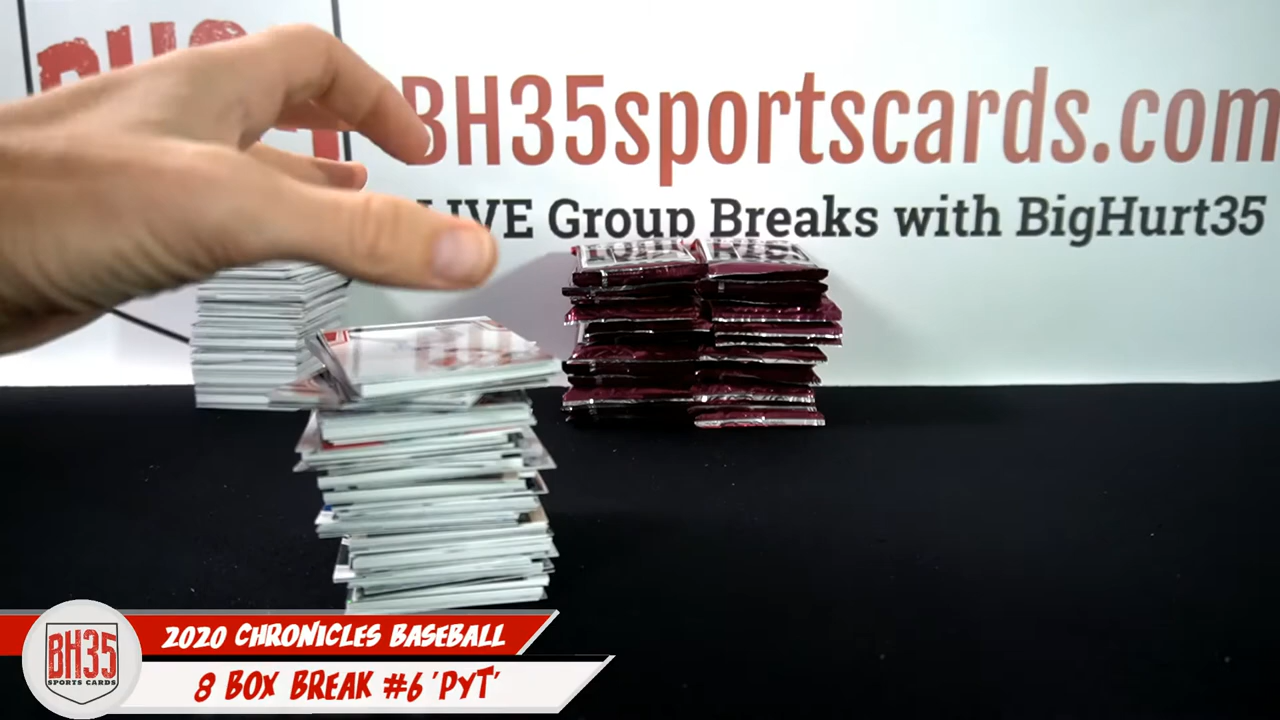 BH35sportscards.com
LIVE Group Breaks with BigHurt35
2020 CHRONICLES BASEBALL
8 BOX BREAK #6 'PYT'
BH35
SPORTS CARDS